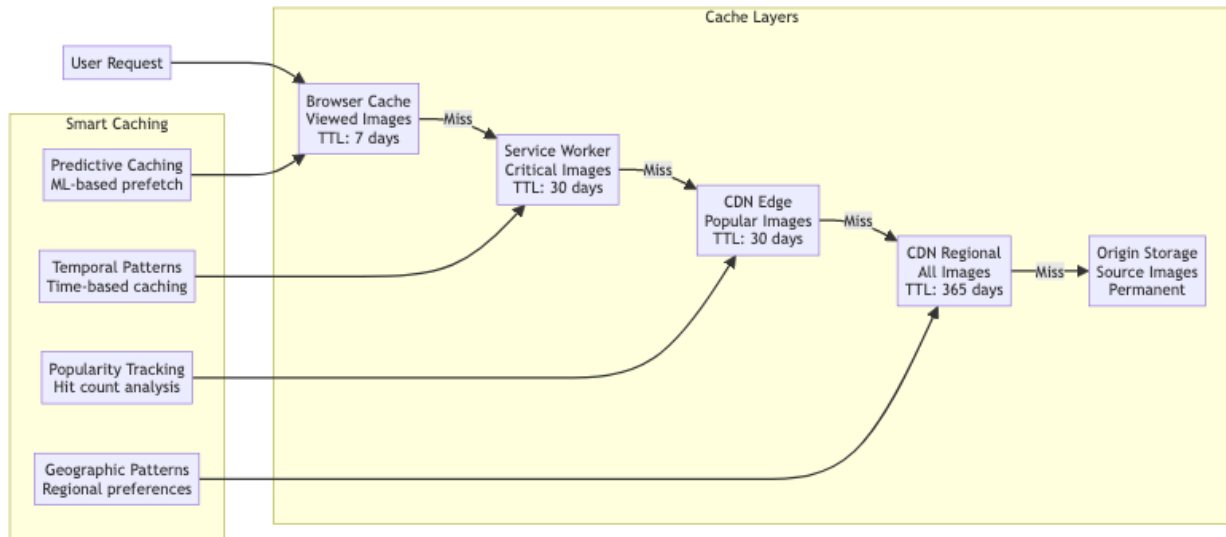 Cache Layers
User Request
Browser Cache
Viewed Images
TTL: 7 days
Miss
Service Worker
Critical Images
TTL: 30 days
Miss
CDN Edge
Popular Images
TTL: 30 days
Miss
CDN Regional
All Images
TTL: 365 days
Miss
Origin Storage
Source Images
Permanent
Smart Caching
Predictive Caching
ML-based prefetch
Temporal Patterns
Time-based caching
Popularity Tracking
Hit count analysis
Geographic Patterns
Regional preferences